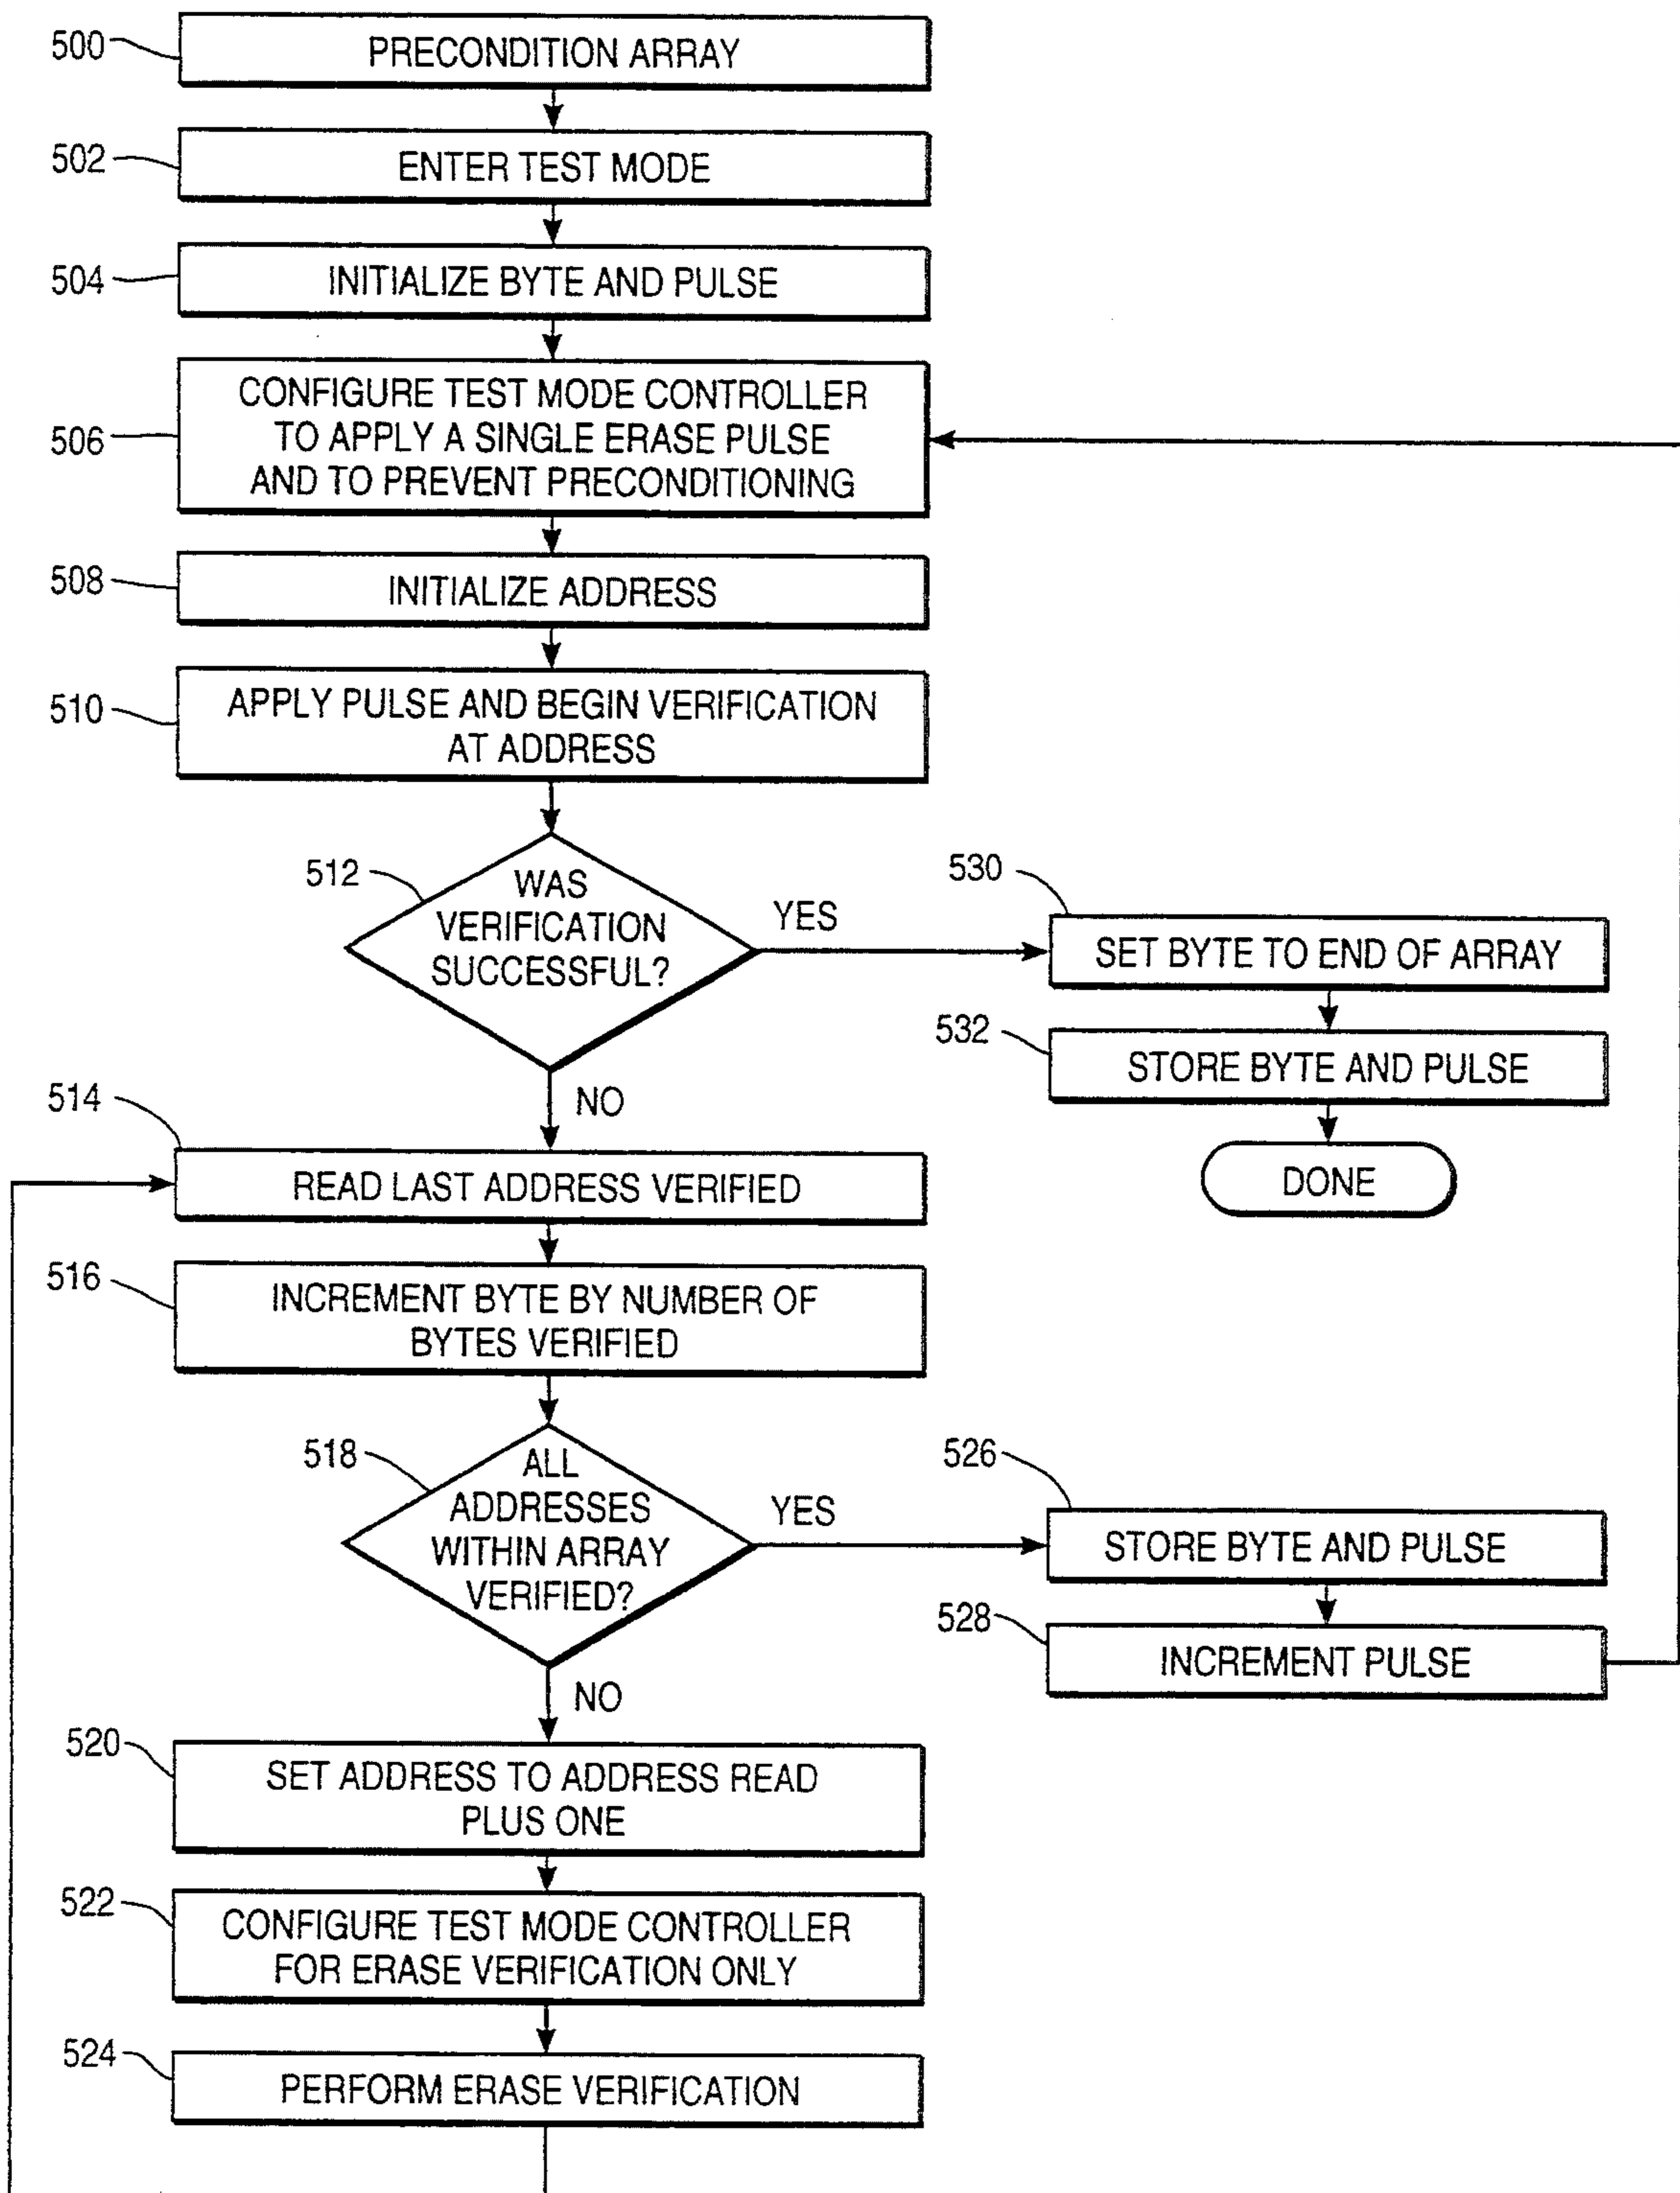 500
PRECONDITION ARRAY
502
ENTER TEST MODE
504
INITIALIZE BYTE AND PULSE
506
CONFIGURE TEST MODE CONTROLLER
TO APPLY A SINGLE ERASE PULSE
AND TO PREVENT PRECONDITIONING
508
INITIALIZE ADDRESS
510
APPLY PULSE AND BEGIN VERIFICATION
AT ADDRESS
512
WAS
VERIFICATION
SUCCESSFUL?
YES
530
SET BYTE TO END OF ARRAY
532
STORE BYTE AND PULSE
DONE
NO
514
READ LAST ADDRESS VERIFIED
516
INCREMENT BYTE BY NUMBER OF
BYTES VERIFIED
518
ALL
ADDRESSES
WITHIN ARRAY
VERIFIED?
YES
526
STORE BYTE AND PULSE
528
INCREMENT PULSE
NO
520
SET ADDRESS TO ADDRESS READ
PLUS ONE
522
CONFIGURE TEST MODE CONTROLLER
FOR ERASE VERIFICATION ONLY
524
PERFORM ERASE VERIFICATION